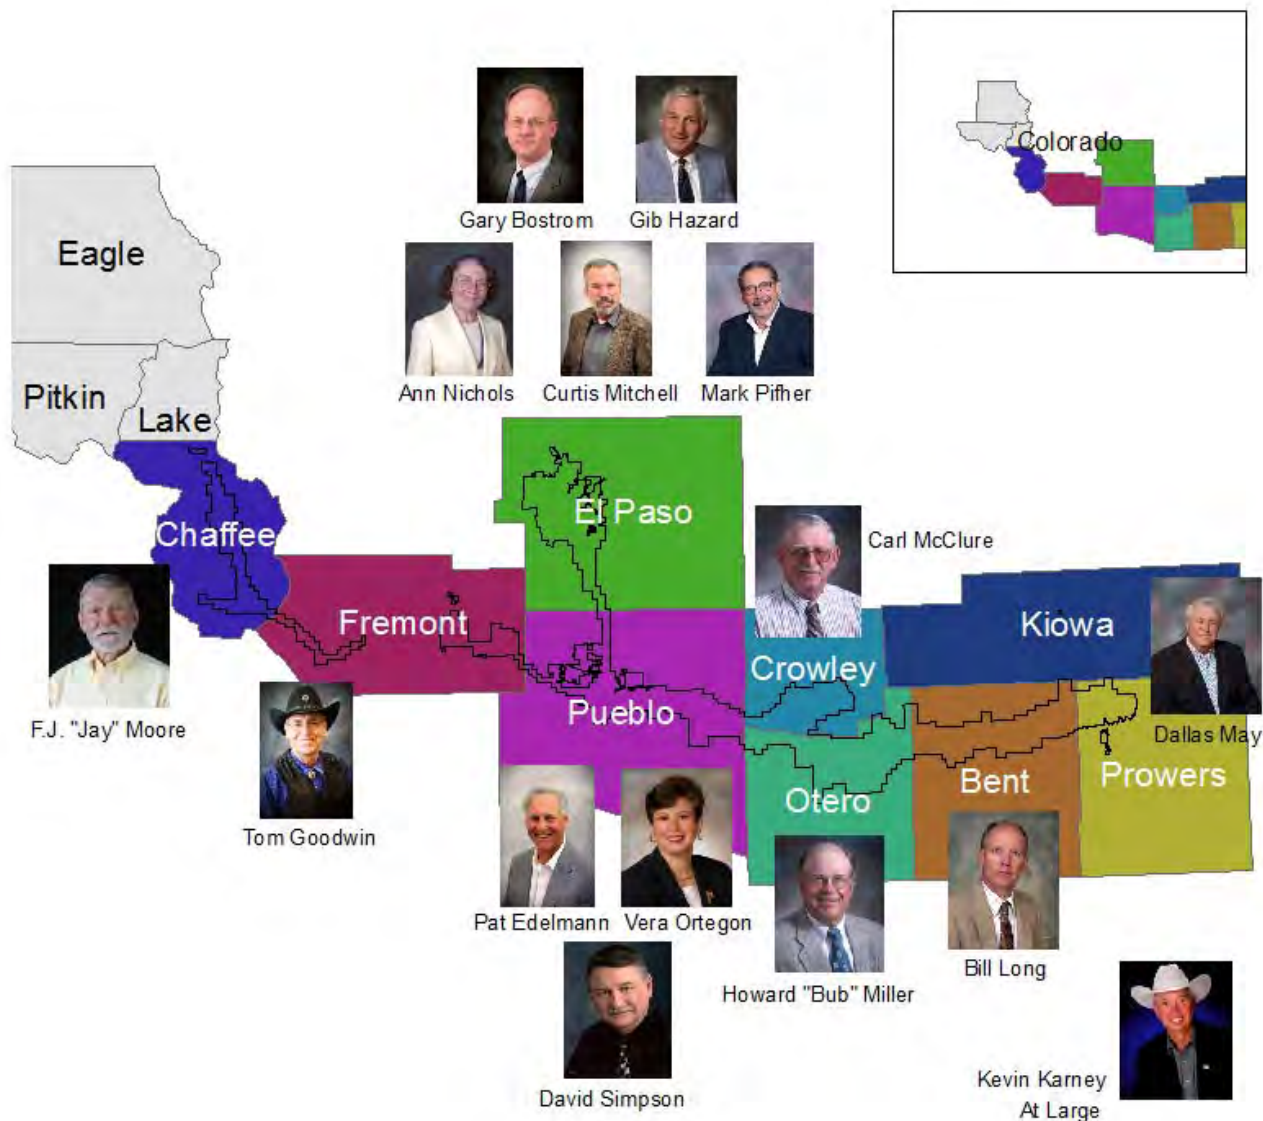 Colorado
Gary Bostrom
Gib Hazard
Eagle
Ann Nichols
Curtis Mitchell
Mark Pifher
Pitkin
Lake
El Paso
Chaffee
Carl McClure
Fremont
Kiowa
Crowley
Pueblo
F.J. "Jay" Moore
Dallas May
Otero
Bent
Prowers
Tom Goodwin
Pat Edelmann
Vera Ortegon
Bill Long
Howard "Bub" Miller
David Simpson
Kevin Karney
At Large